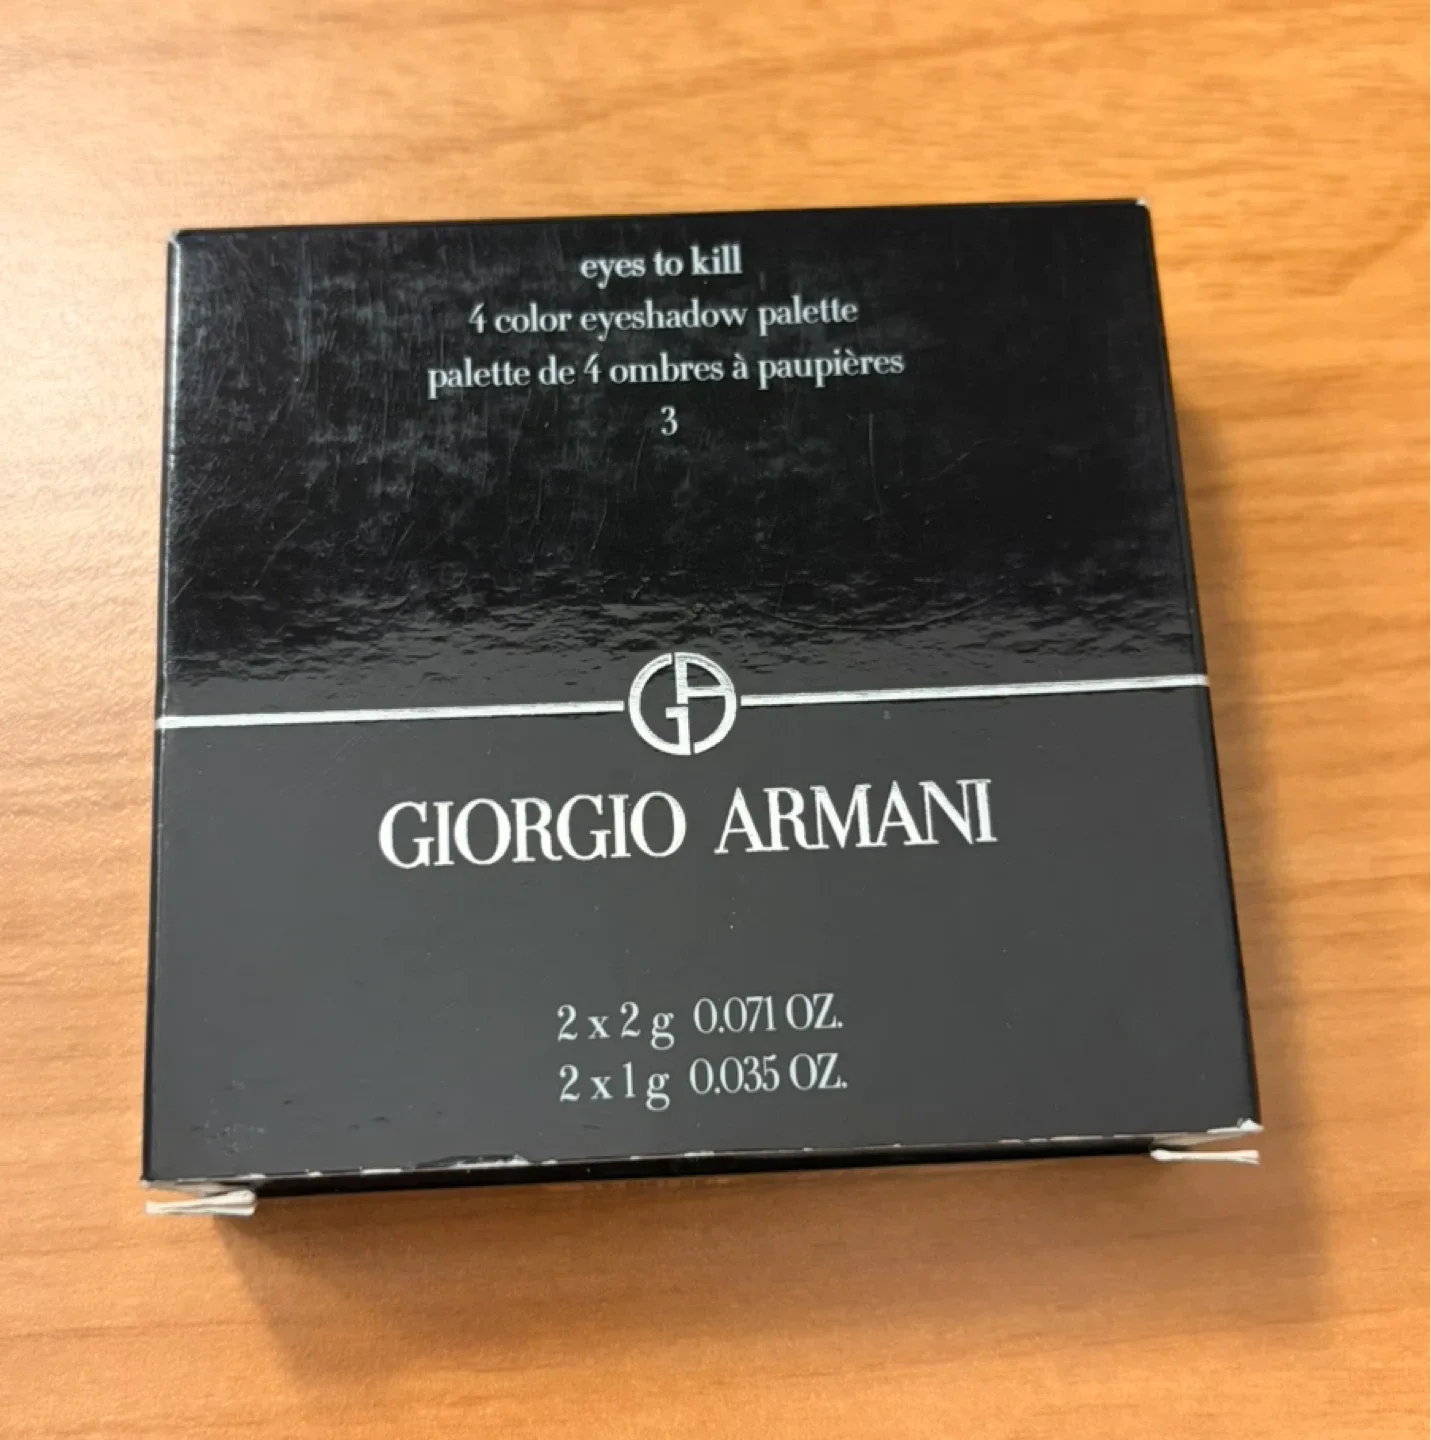 eyes to kill
4 color eyeshadow palette
palette de 4 ombres à paupières
3
GA
GIORGIO ARMANI
2 x 2 g 0.071 OZ.
2 x 1 g 0.035 OZ.